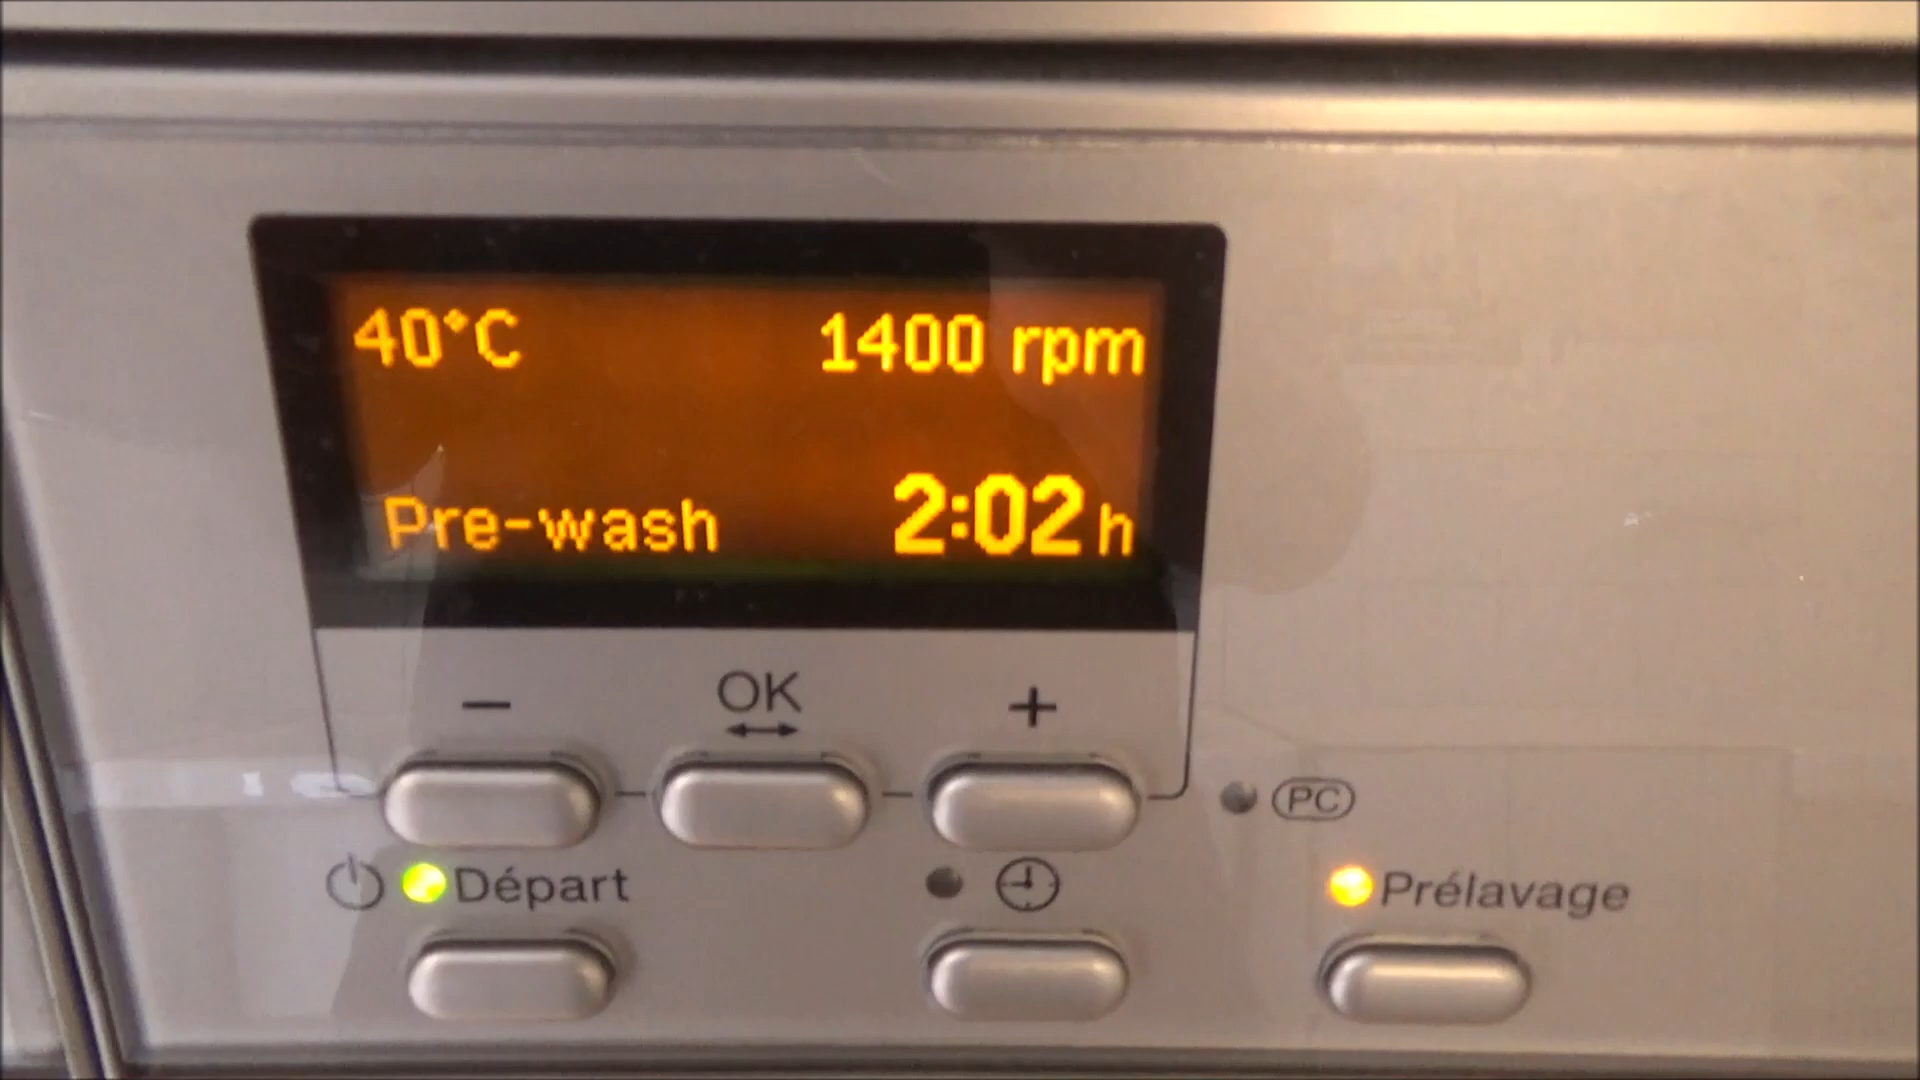 40°C 1400 rpm
Pre-wash 2:02 h
− OK +
PC
Départ
Prélavage